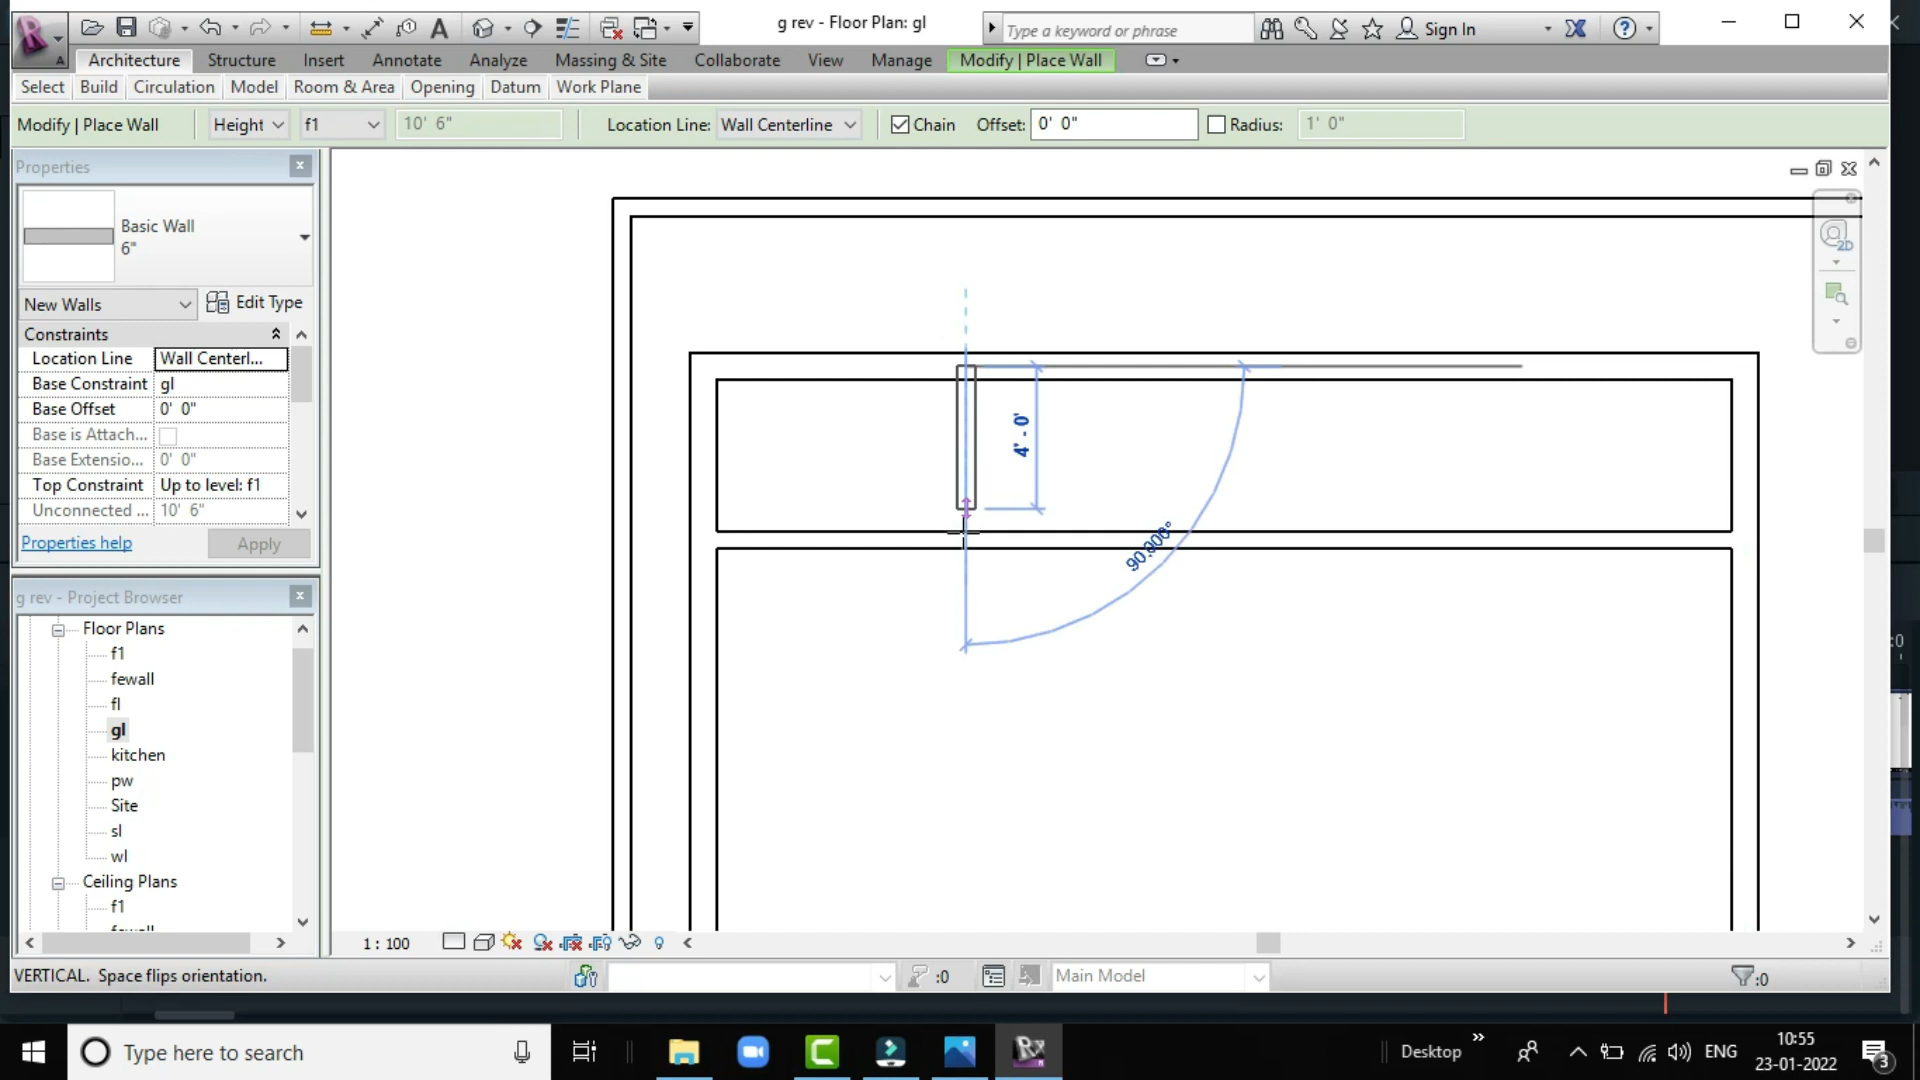 g rev - Floor Plan: gl
Type a keyword or phrase
Sign In
Architecture Structure Insert Annotate Analyze Massing & Site Collaborate View Manage Modify | Place Wall
Select Build Circulation Model Room & Area Opening Datum Work Plane
Modify | Place Wall Height f1 10' 6" Location Line: Wall Centerline Chain Offset: 0' 0" Radius: 1' 0"
Properties
Basic Wall
6"
New Walls Edit Type
Constraints
Location Line Wall Centerl...
Base Constraint gl
Base Offset 0' 0"
Base is Attach...
Base Extensio... 0' 0"
Top Constraint Up to level: f1
Unconnected ... 10' 6"
Properties help Apply
g rev - Project Browser
Floor Plans
f1
fewall
fl
gl
kitchen
pw
Site
sl
wl
Ceiling Plans
f1
2D
4' - 0'
90.000°
1 : 100
VERTICAL. Space flips orientation.
:0
Main Model
:0
Type here to search
Desktop
ENG
10:55
23-01-2022
3